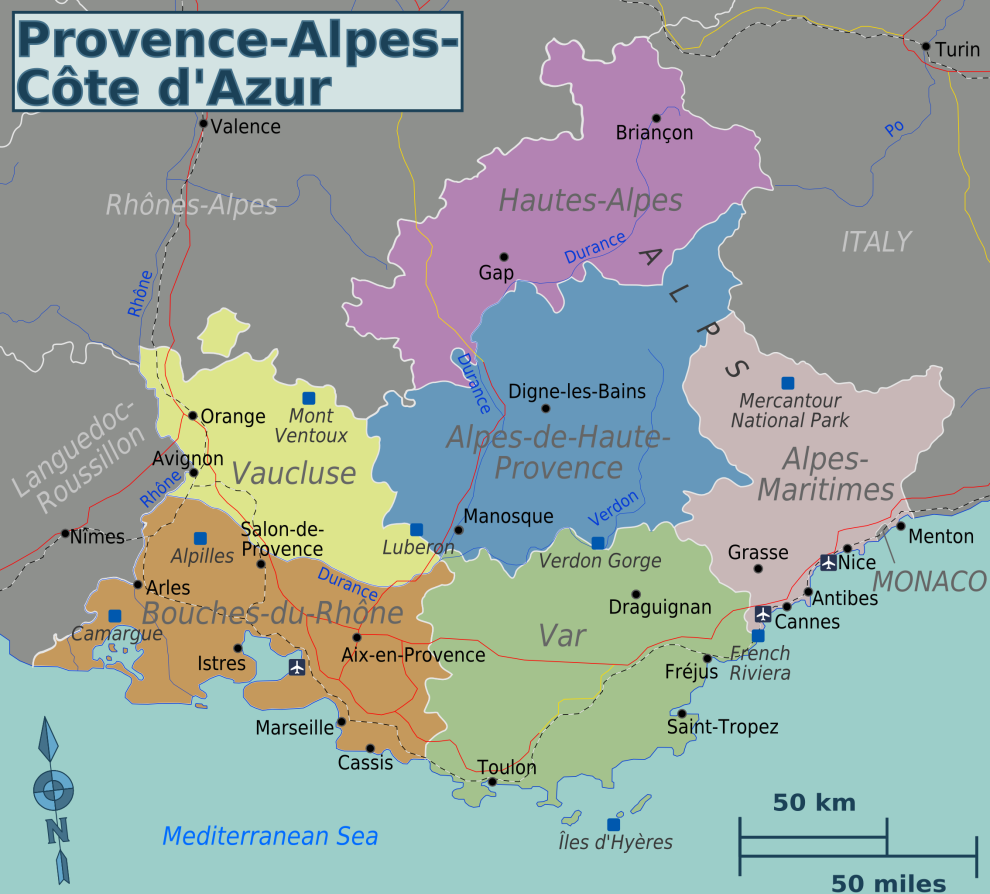 Provence-Alpes-
Côte d'Azur
Turin
Valence
Briançon
Po
Rhônes-Alpes
Hautes-Alpes
ITALY
Durance
A
L
P
S
Gap
Rhône
Durance
Digne-les-Bains
Mont
Ventoux
Mercantour
National Park
Languedoc-
Roussillon
Orange
Avignon
Vaucluse
Alpes-de-Haute-
Provence
Alpes-
Maritimes
Rhône
Verdon
Manosque
Salon-de-
Provence
Nîmes
Alpilles
Luberon
Verdon Gorge
Grasse
Menton
Nice
MONACO
Durance
Arles
Bouches-du-Rhône
Draguignan
Antibes
Cannes
Camargue
Var
Istres
Aix-en-Provence
French
Riviera
Fréjus
Marseille
Saint-Tropez
Cassis
Toulon
50 km
N
Mediterranean Sea
Îles d'Hyères
50 miles